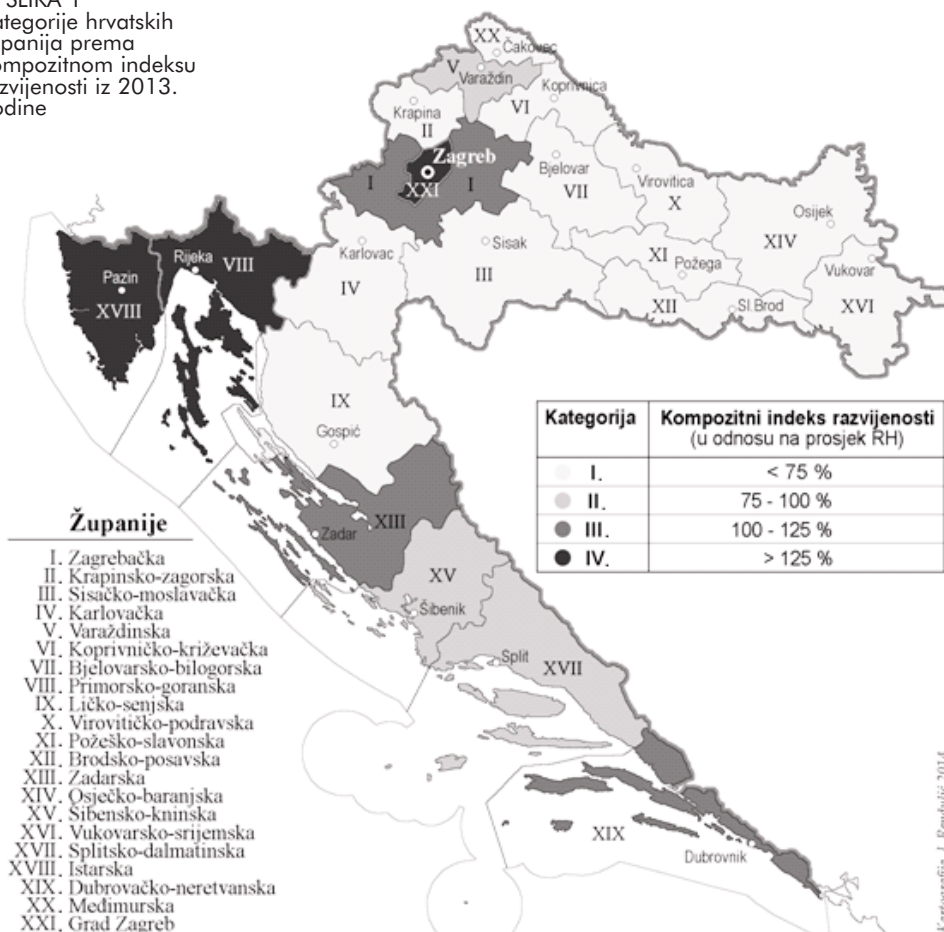 SLIKA 1
ategorije hrvatskih
panija prema
ompozitnom indeksu
zvijenosti iz 2013.
odine
XX
Čakovec
V
Varaždin
Koprivnica
VI
Krapina
II
Zagreb
I
XXI
I
Bjelovar
VII
Virovitica
X
Osijek
XIV
Karlovac
IV
Sisak
III
XI
Požega
XII
Sl.Brod
Vukovar
XVI
Rijeka
VIII
Pazin
XVIII
IX
Gospić
XIII
Zadar
XV
Šibenik
Split
XVII
XIX
Dubrovnik
Kategorija Kompozitni indeks razvijenosti
(u odnosu na prosjek RH)
I. < 75 %
II. 75 - 100 %
III. 100 - 125 %
IV. > 125 %
Županije
I. Zagrebačka
II. Krapinsko-zagorska
III. Sisačko-moslavačka
IV. Karlovačka
V. Varaždinska
VI. Koprivničko-križevačka
VII. Bjelovarsko-bilogorska
VIII. Primorsko-goranska
IX. Ličko-senjska
X. Virovitičko-podravska
XI. Požeško-slavonska
XII. Brodsko-posavska
XIII. Zadarska
XIV. Osječko-baranjska
XV. Šibensko-kninska
XVI. Vukovarsko-srijemska
XVII. Splitsko-dalmatinska
XVIII. Istarska
XIX. Dubrovačko-neretvanska
XX. Međimurska
XXI. Grad Zagreb
Kartografija
2014